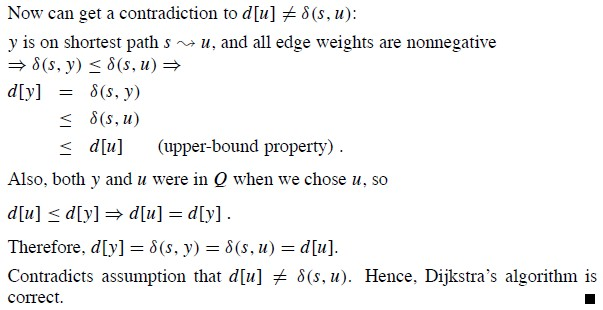 Now can get a contradiction to d[u] ≠ δ(s, u):
y is on shortest path s ⤳ u, and all edge weights are nonnegative
⇒ δ(s, y) ≤ δ(s, u) ⇒
d[y] = δ(s, y)
≤ δ(s, u)
≤ d[u] (upper-bound property) .
Also, both y and u were in Q when we chose u, so
d[u] ≤ d[y] ⇒ d[u] = d[y] .
Therefore, d[y] = δ(s, y) = δ(s, u) = d[u].
Contradicts assumption that d[u] ≠ δ(s, u). Hence, Dijkstra's algorithm is
correct. ■